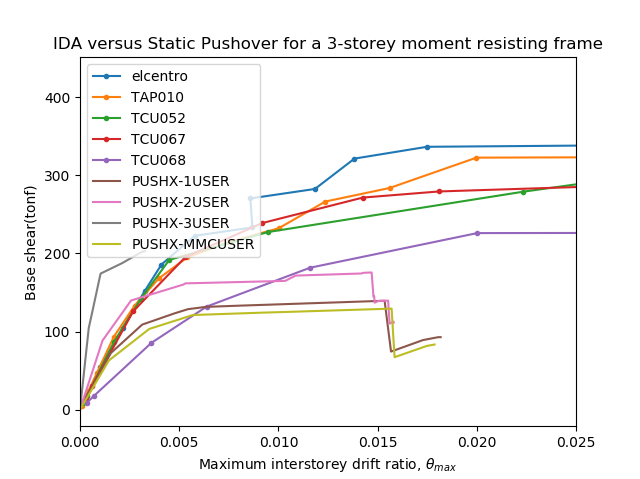 IDA versus Static Pushover for a 3-storey moment resisting frame
elcentro
TAP010
TCU052
TCU067
TCU068
PUSHX-1USER
PUSHX-2USER
PUSHX-3USER
PUSHX-MMCUSER
400
300
200
100
0
Base shear(tonf)
0.000 0.005 0.010 0.015 0.020 0.025
Maximum interstorey drift ratio, θmax